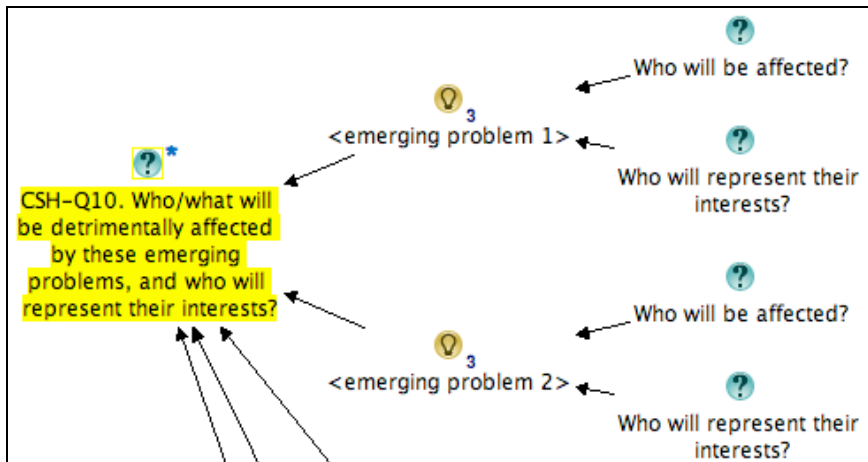 CSH-Q10. Who/what will
be detrimentally affected
by these emerging
problems, and who will
represent their interests?
3
<emerging problem 1>
Who will be affected?
Who will represent their
interests?
3
<emerging problem 2>
Who will be affected?
Who will represent their
interests?